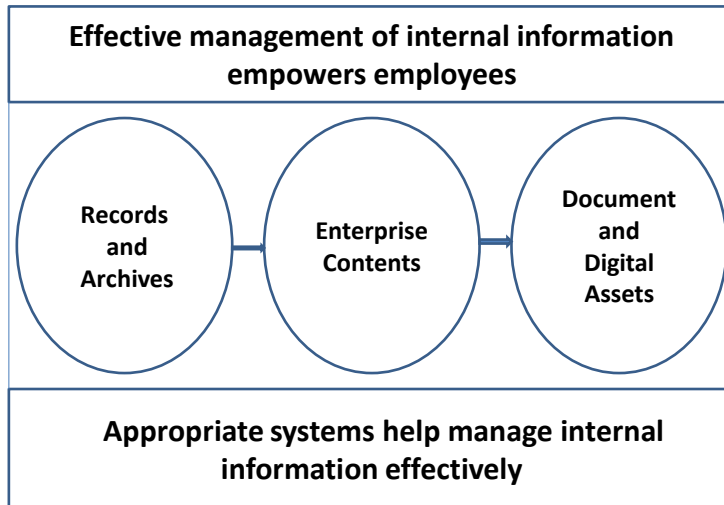 Effective management of internal information
empowers employees
Records
and
Archives
Enterprise
Contents
Document
and
Digital
Assets
Appropriate systems help manage internal
information effectively